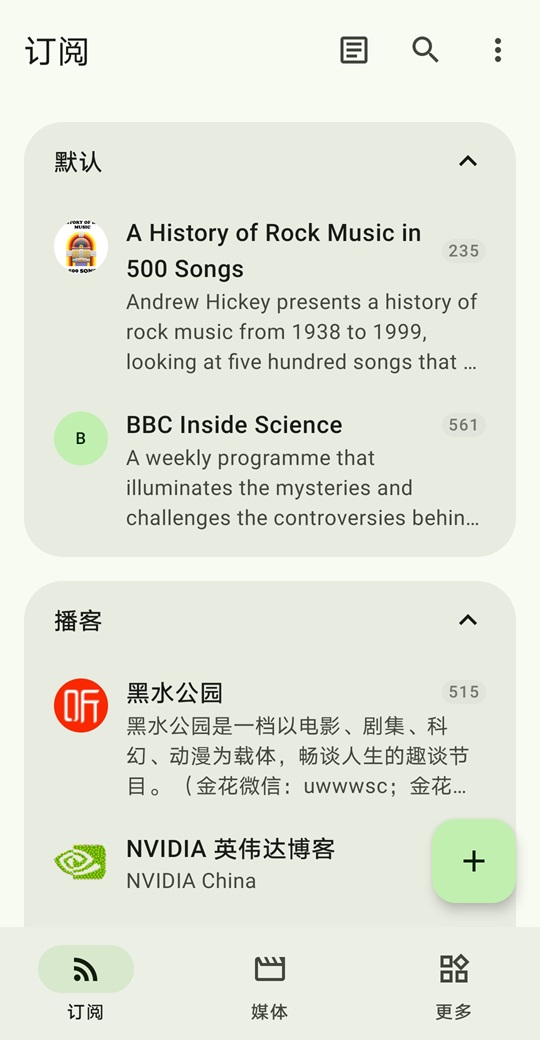 订阅
默认
A History of Rock Music in
500 Songs
235
Andrew Hickey presents a history of
rock music from 1938 to 1999,
looking at five hundred songs that …
B
BBC Inside Science
561
A weekly programme that
illuminates the mysteries and
challenges the controversies behin…
播客
听
黑水公园
515
黑水公园是一档以电影、剧集、科
幻、动漫为载体，畅谈人生的趣谈节
目。（金花微信：uwwwsc；金花…
NVIDIA 英伟达博客
NVIDIA China
订阅
媒体
更多